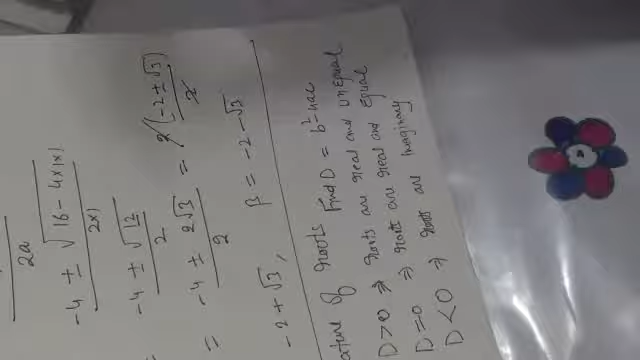 2a
-4 ± √16 - 4×1×1
2×1
-4 ± √12
2
= -4 ± 2√3 = 2(-2 ± √3)
2 2
-2 + √3, β = -2 - √3
ature of roots Find D = b²-4ac
D > 0 ⇒ roots are real and unequal
D = 0 ⇒ roots are real and equal
D < 0 ⇒ roots are imaginary